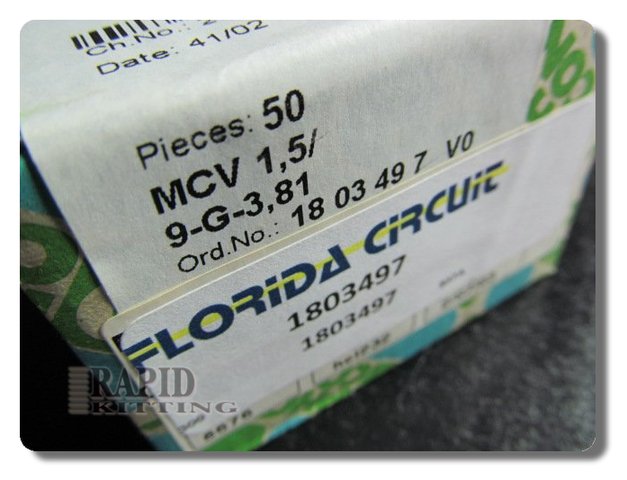 Ch.No.:
Date: 41/02
Pieces: 50
MCV 1,5/
9-G-3,81
Ord.No.: 18 03 49 7 V0
FLORIDA CIRCUIT
1803497
1803497
RAPID
KITTING
6676